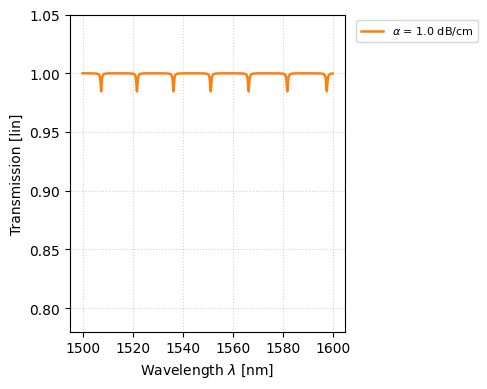 1.05
1.00
0.95
0.90
0.85
0.80
Transmission [lin]
1500 1520 1540 1560 1580 1600
Wavelength λ [nm]
α = 1.0 dB/cm